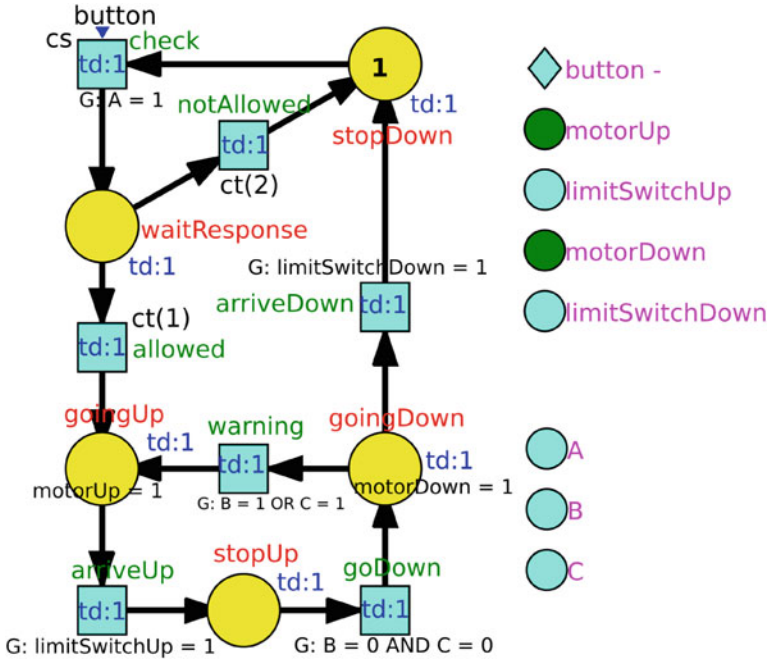 button
cs
check
td:1
1
G: A = 1
td:1
notAllowed
stopDown
td:1
ct(2)
waitResponse
td:1
G: limitSwitchDown = 1
arriveDown
td:1
ct(1)
td:1
allowed
goingUp
td:1
warning
goingDown
td:1
td:1
motorUp = 1
G: B = 1 OR C = 1
motorDown = 1
arriveUp
stopUp
goDown
td:1
td:1
td:1
G: limitSwitchUp = 1
G: B = 0 AND C = 0
button -
motorUp
limitSwitchUp
motorDown
limitSwitchDown
A
B
C